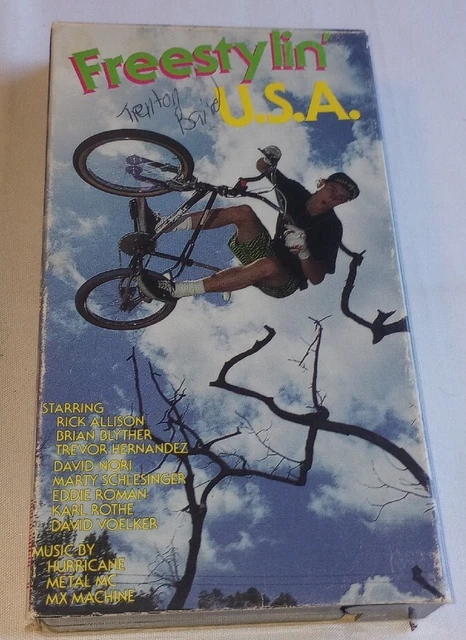 Freestylin'
U.S.A.
Trenton
STARRING
RICK ALLISON
BRIAN BLYTHER
TREVOR HERNANDEZ
DAVID NORI
MARTY SCHLESINGER
EDDIE ROMAN
KARL ROTHE
DAVID VOELKER
MUSIC BY
HURRICANE
METAL MC
MX MACHINE